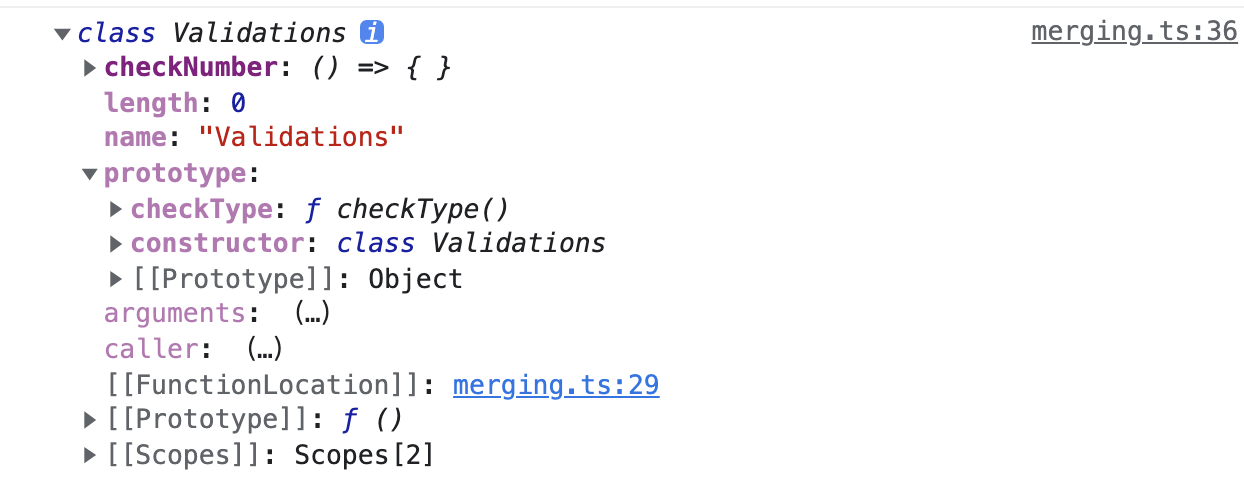 class Validations i
merging.ts:36
checkNumber: () => { }
length: 0
name: "Validations"
prototype:
checkType: ƒ checkType()
constructor: class Validations
[[Prototype]]: Object
arguments: (…)
caller: (…)
[[FunctionLocation]]: merging.ts:29
[[Prototype]]: ƒ ()
[[Scopes]]: Scopes[2]